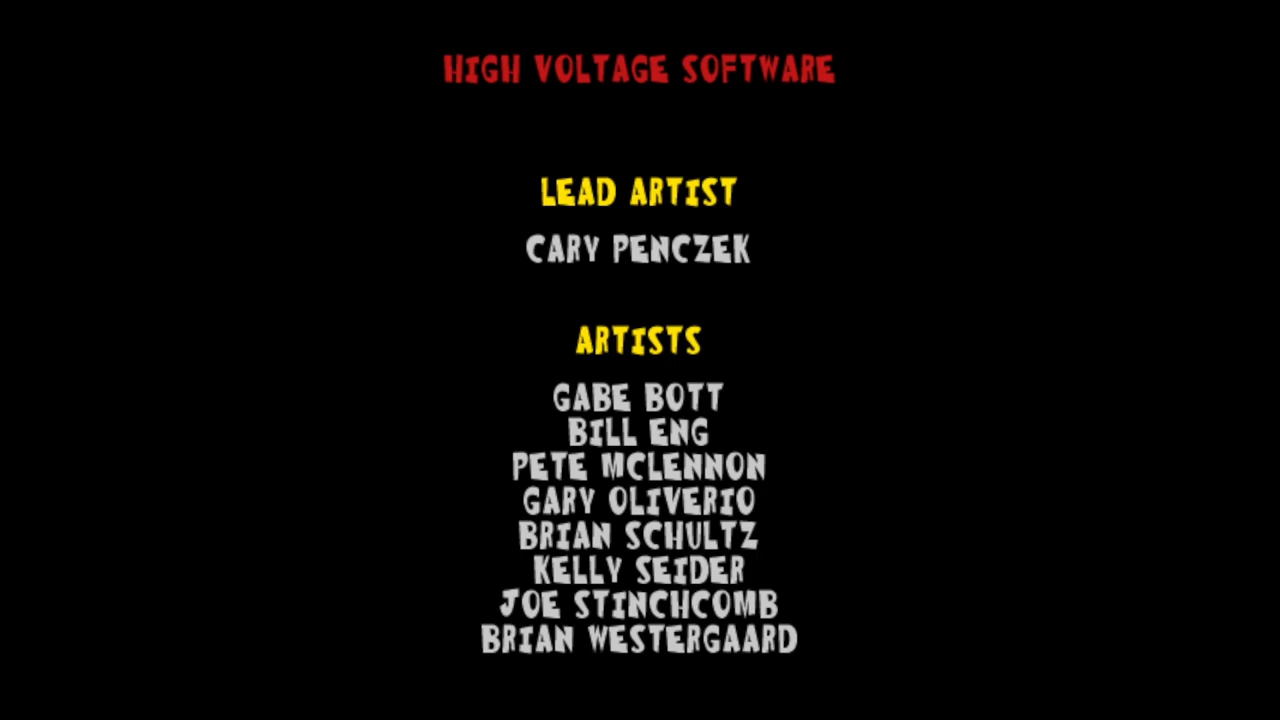 HIGH VOLTAGE SOFTWARE
LEAD ARTIST
CARY PENCZEK
ARTISTS
GABE BOTT
BILL ENG
PETE MCLENNON
GARY OLIVERIO
BRIAN SCHULTZ
KELLY SEIDER
JOE STINCHCOMB
BRIAN WESTERGAARD